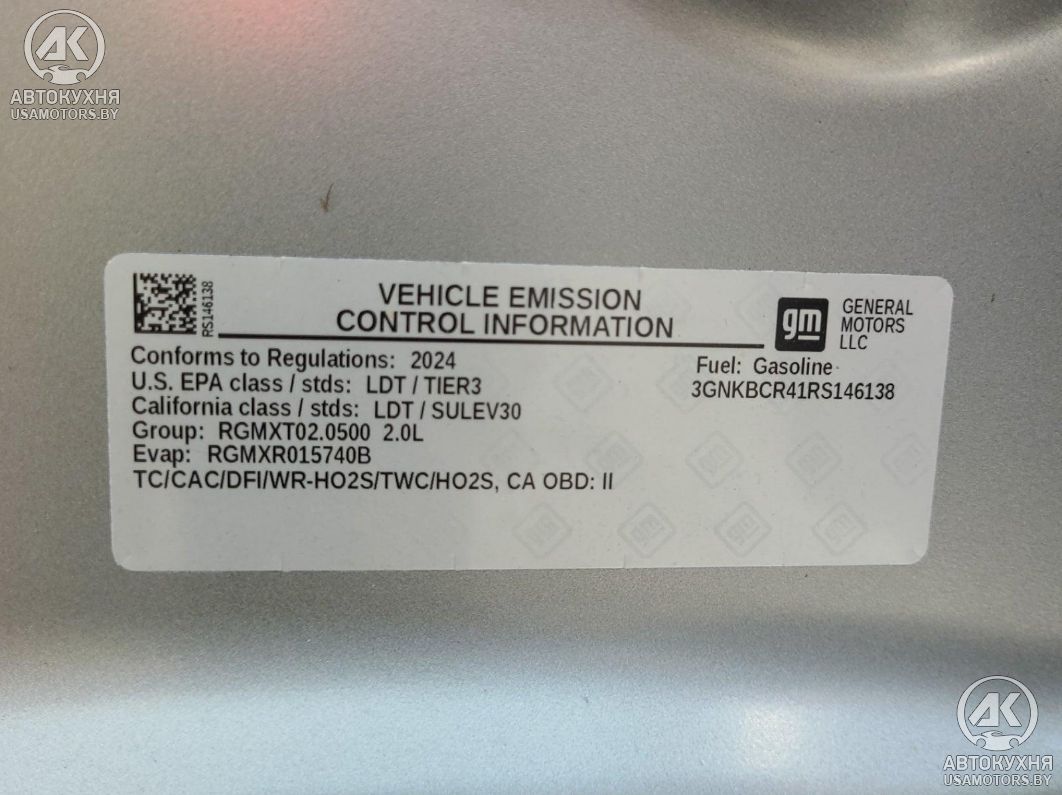 АК
АВТОКУХНЯ
USAMOTORS.BY
RS146138
VEHICLE EMISSION
CONTROL INFORMATION
gm
GENERAL
MOTORS
LLC
Conforms to Regulations: 2024
U.S. EPA class / stds: LDT / TIER3
California class / stds: LDT / SULEV30
Group: RGMXT02.0500 2.0L
Evap: RGMXR015740B
TC/CAC/DFI/WR-HO2S/TWC/HO2S, CA OBD: II
Fuel: Gasoline
3GNKBCR41RS146138
АК
АВТОКУХНЯ
USAMOTORS.BY